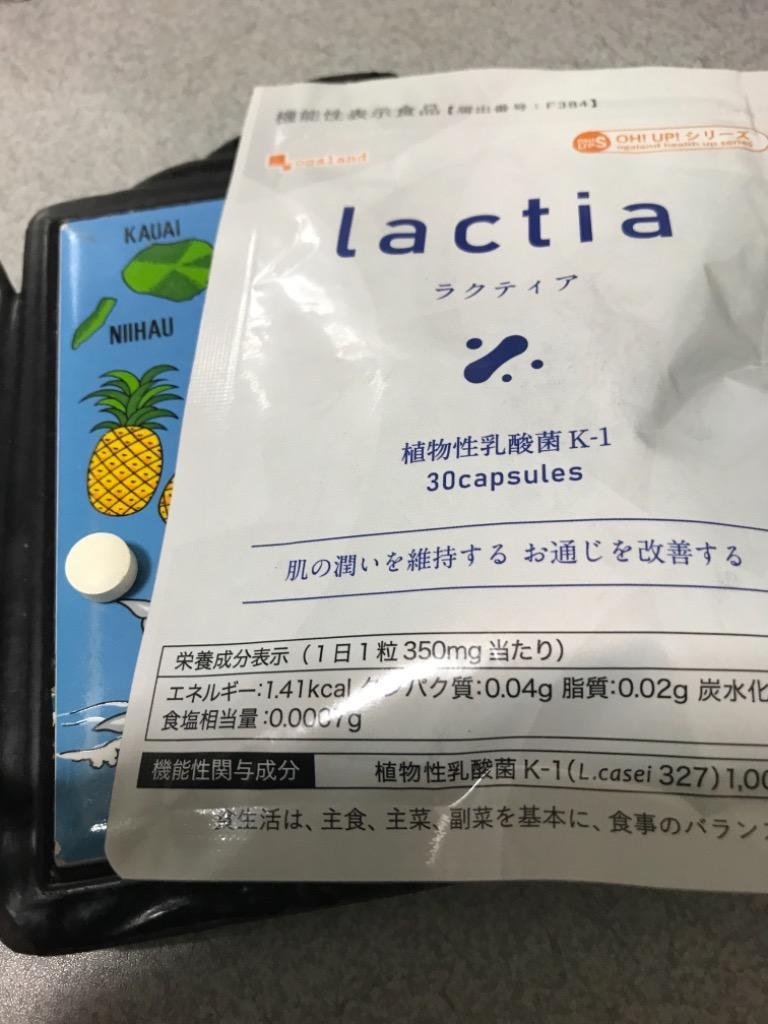 機能性表示食品【届出番号：F384】
OH! UP!S
OH! UP! シリーズ
ogaland health up series
ogaland
lactia
ラクティア
KAUAI
NIIHAU
植物性乳酸菌 K-1
30capsules
肌の潤いを維持する お通じを改善する
栄養成分表示（1日1粒350mg当たり）
エネルギー：1.41kcal タンパク質：0.04g 脂質：0.02g 炭水化
食塩相当量：0.0007g
機能性関与成分 植物性乳酸菌 K-1(L.casei 327) 1,00
食生活は、主食、主菜、副菜を基本に、食事のバラン